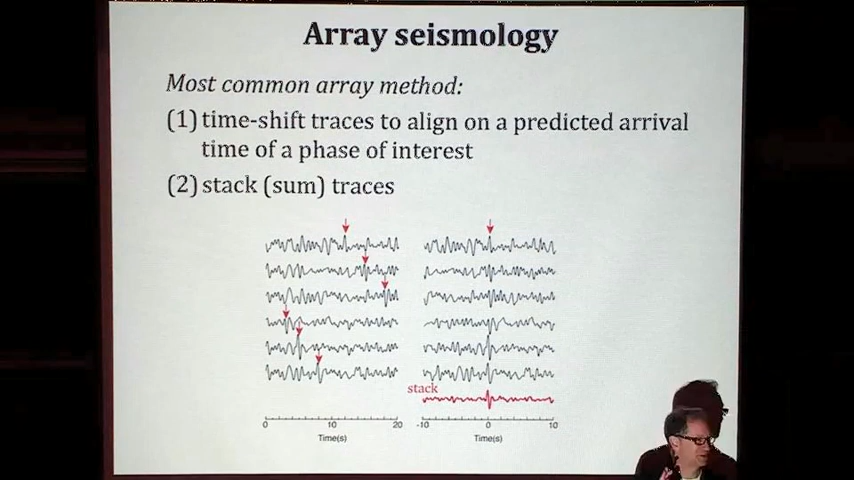 Array seismology
Most common array method:
(1) time-shift traces to align on a predicted arrival
time of a phase of interest
(2) stack (sum) traces
stack
0 10 20 -10 0 10
Time(s) Time(s)